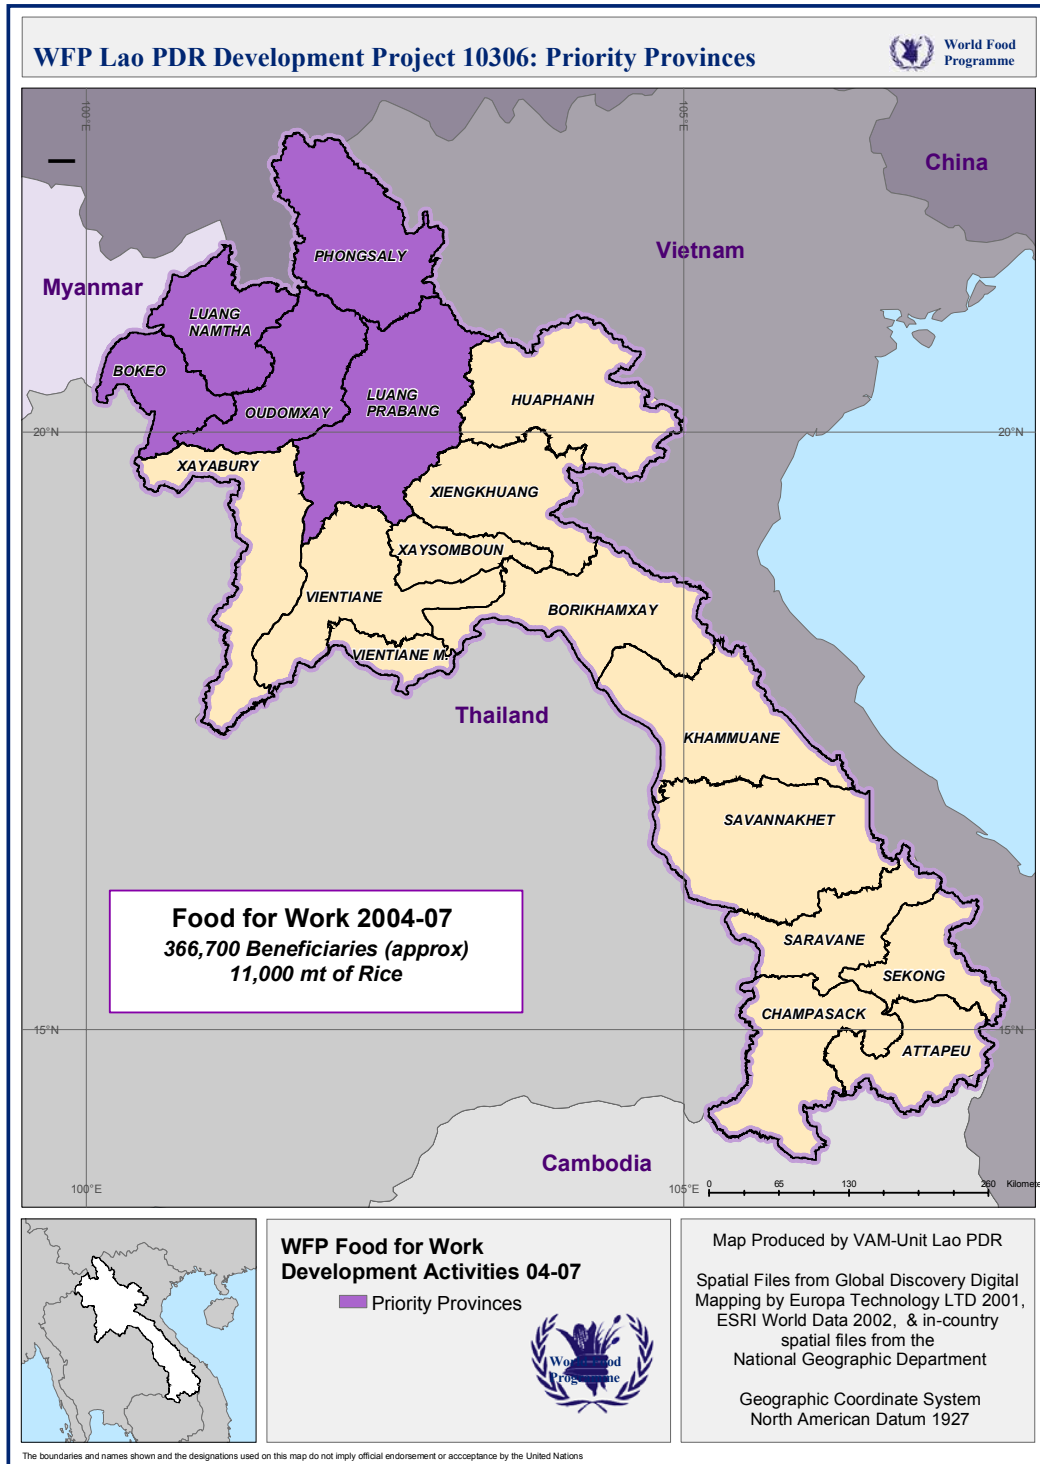 WFP Lao PDR Development Project 10306: Priority Provinces
World Food
Programme
100°E
105°E
China
Vietnam
Myanmar
PHONGSALY
LUANG
NAMTHA
BOKEO
OUDOMXAY
LUANG
PRABANG
HUAPHANH
20°N
20°N
XAYABURY
XIENGKHUANG
XAYSOMBOUN
VIENTIANE
BORIKHAMXAY
VIENTIANE M.
Thailand
KHAMMUANE
SAVANNAKHET
Food for Work 2004-07
366,700 Beneficiaries (approx)
11,000 mt of Rice
SARAVANE
SEKONG
CHAMPASACK
15°N
15°N
ATTAPEU
Cambodia
100°E
105°E
0 65 130 260 Kilomete
WFP Food for Work
Development Activities 04-07
Priority Provinces
World Food
Programme
Map Produced by VAM-Unit Lao PDR
Spatial Files from Global Discovery Digital
Mapping by Europa Technology LTD 2001,
ESRI World Data 2002, & in-country
spatial files from the
National Geographic Department
Geographic Coordinate System
North American Datum 1927
The boundaries and names shown and the designations used on this map do not imply official endorsement or accceptance by the United Nations